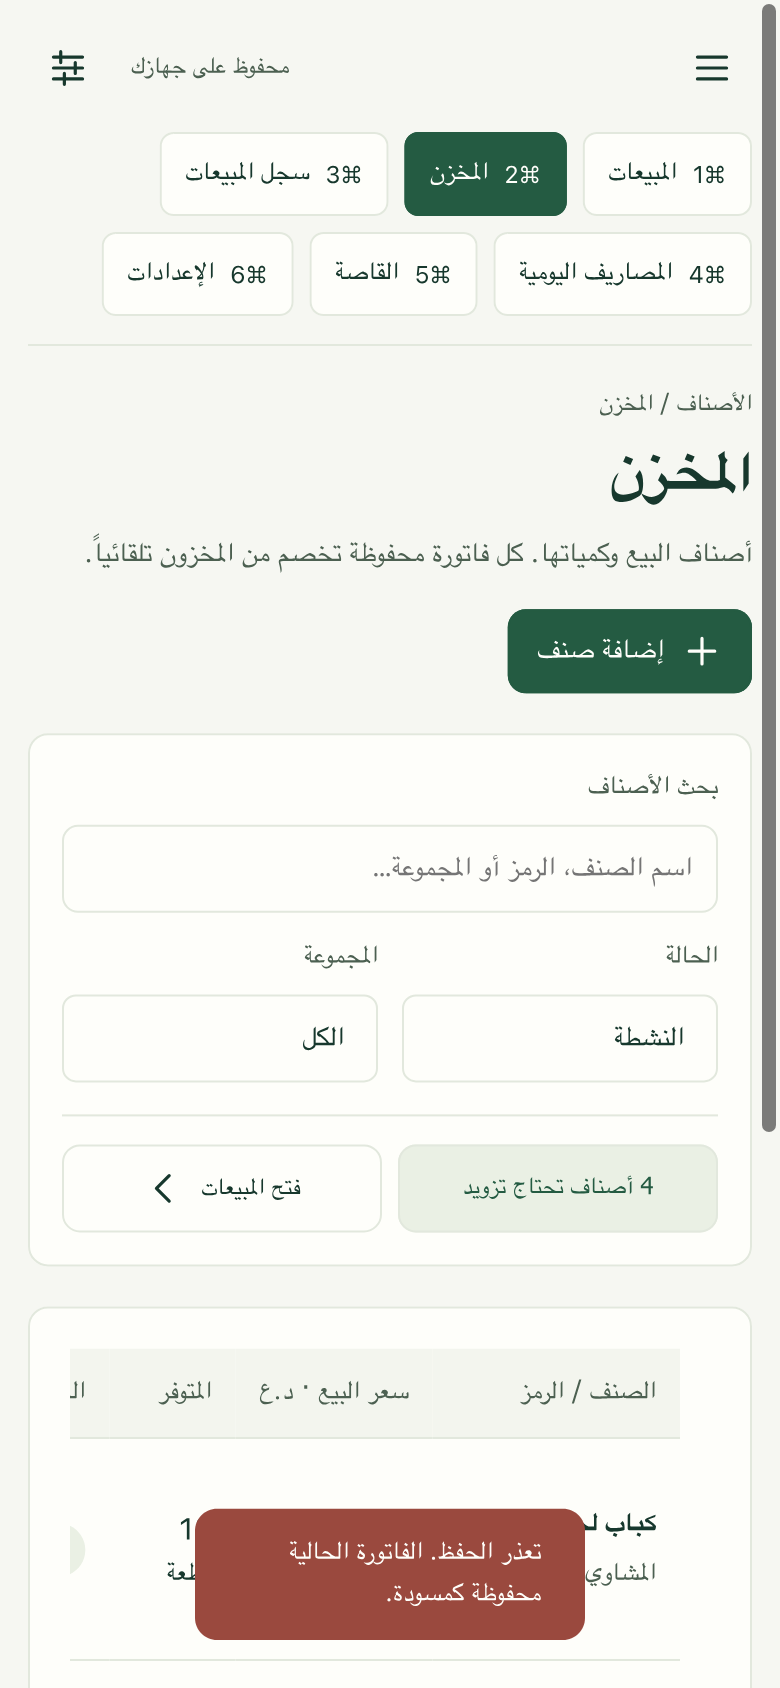 محفوظ على جهازك
⌘1 المبيعات
⌘2 المخزن
⌘3 سجل المبيعات
⌘4 المصاريف اليومية
⌘5 القاصة
⌘6 الإعدادات
الأصناف / المخزن
المخزن
أصناف البيع وكمياتها. كل فاتورة محفوظة تخصم من المخزون تلقائياً.
إضافة صنف
بحث الأصناف
اسم الصنف، الرمز أو المجموعة...
الحالة
المجموعة
النشطة
الكل
4 أصناف تحتاج تزويد
فتح المبيعات
الصنف / الرمز
سعر البيع · د.ع
المتوفر
كباب
المشاوي
تعذر الحفظ. الفاتورة الحالية
محفوظة كمسودة.